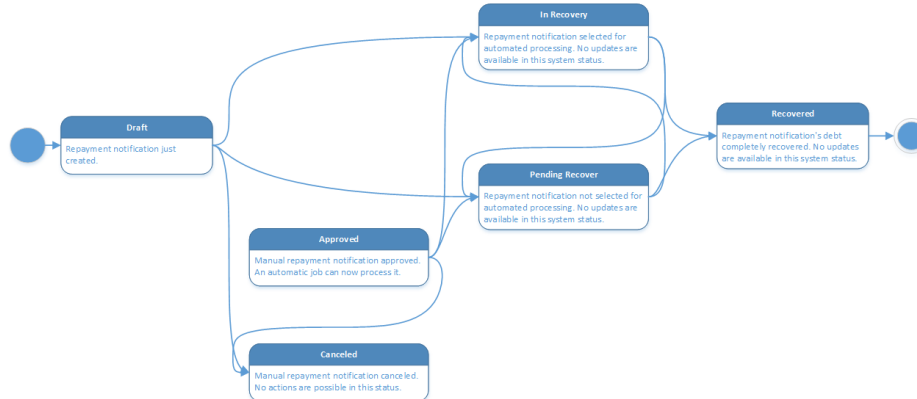 In Recovery
Repayment notification selected for
automated processing. No updates are
available in this system status.
Draft
Repayment notification just
created.
Recovered
Repayment notification's debt
completely recovered. No updates
are available in this system status.
Pending Recover
Repayment notification not selected for
automated processing. No updates are
available in this system status.
Approved
Manual repayment notification approved.
An automatic job can now process it.
Canceled
Manual repayment notification canceled.
No actions are possible in this status.